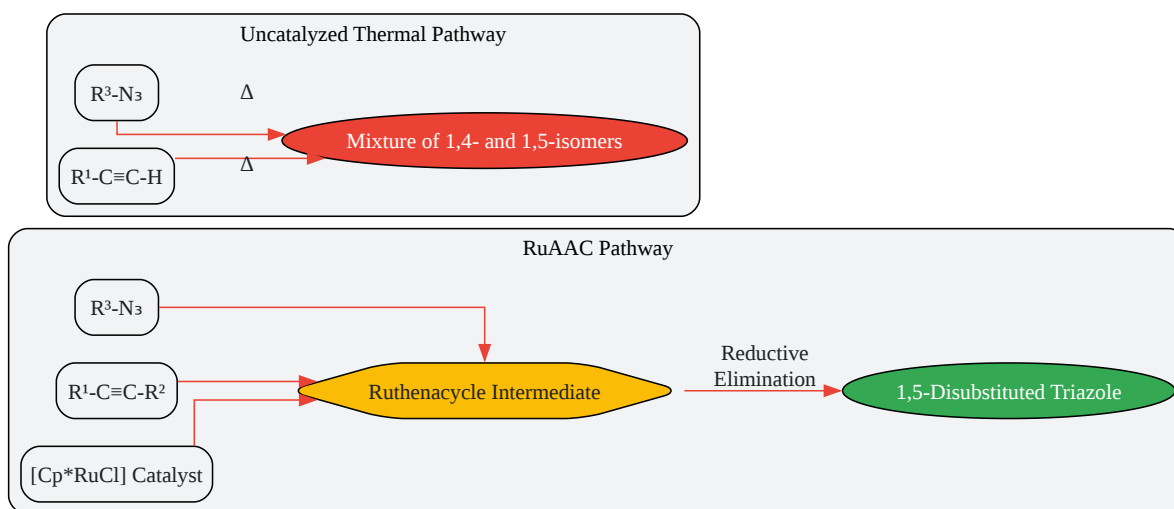 Uncatalyzed Thermal Pathway
R³-N₃
Δ
Mixture of 1,4- and 1,5-isomers
R¹-C≡C-H
Δ
RuAAC Pathway
R³-N₃
R¹-C≡C-R²
Ruthenacycle Intermediate
Reductive
Elimination
1,5-Disubstituted Triazole
[Cp*RuCl] Catalyst